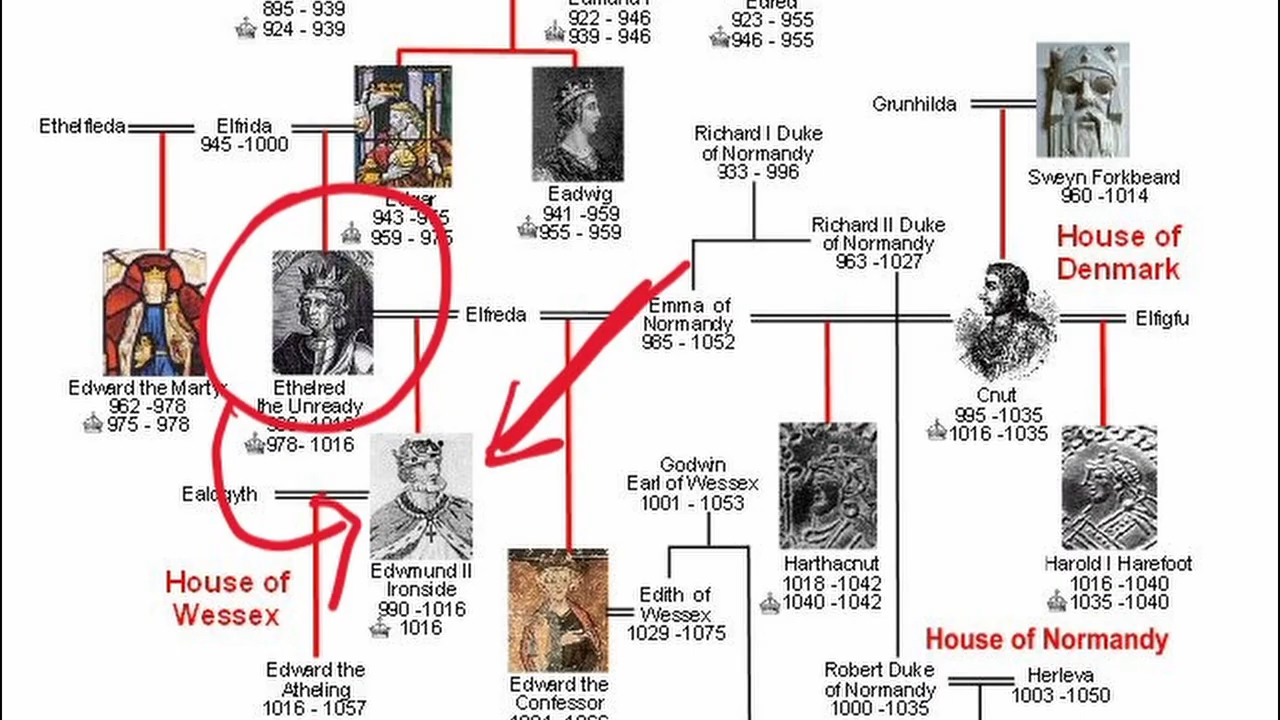 895 - 939
924 - 939
Edmund I
922 - 946
939 - 946
Edred
923 - 955
946 - 955
Ethelfleda
Elfrida
945 -1000
Edgar
943 -975
959 - 975
Eadwig
941 -959
955 - 959
Richard I Duke
of Normandy
933 - 996
Grunhilda
Sweyn Forkbeard
960 -1014
Richard II Duke
of Normandy
963 -1027
House of
Denmark
Edward the Martyr
962 -978
975 - 978
Ethelred
the Unready
978- 1016
Elfreda
Emma of
Normandy
985 - 1052
Cnut
995 -1035
1016 -1035
Elfigfu
Ealdgyth
Edwmund II
Ironside
990 -1016
1016
House of
Wessex
Godwin
Earl of Wessex
1001 - 1053
Harthacnut
1018 -1042
1040 -1042
Harold I Harefoot
1016 -1040
1035 -1040
Edith of
Wessex
1029 -1075
House of Normandy
Edward the
Atheling
1016 - 1057
Edward the
Confessor
Robert Duke
of Normandy
1000 -1035
Herleva
1003 -1050